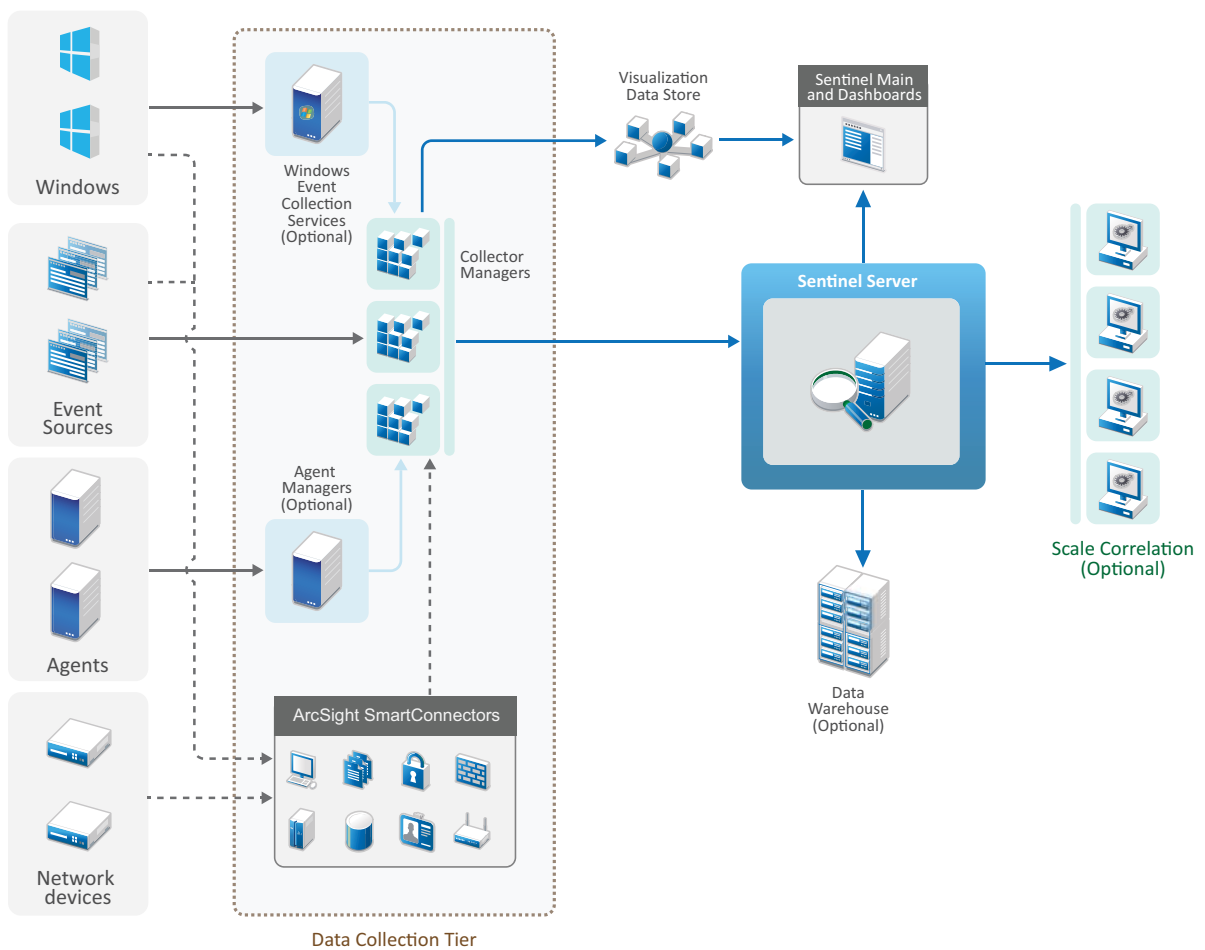 Windows
Event
Sources
Agents
Network
devices
Windows
Event
Collection
Services
(Optional)
Collector
Managers
Agent
Managers
(Optional)
ArcSight SmartConnectors
Data Collection Tier
Visualization
Data Store
Sentinel Main
and Dashboards
Sentinel Server
Data
Warehouse
(Optional)
Scale Correlation
(Optional)